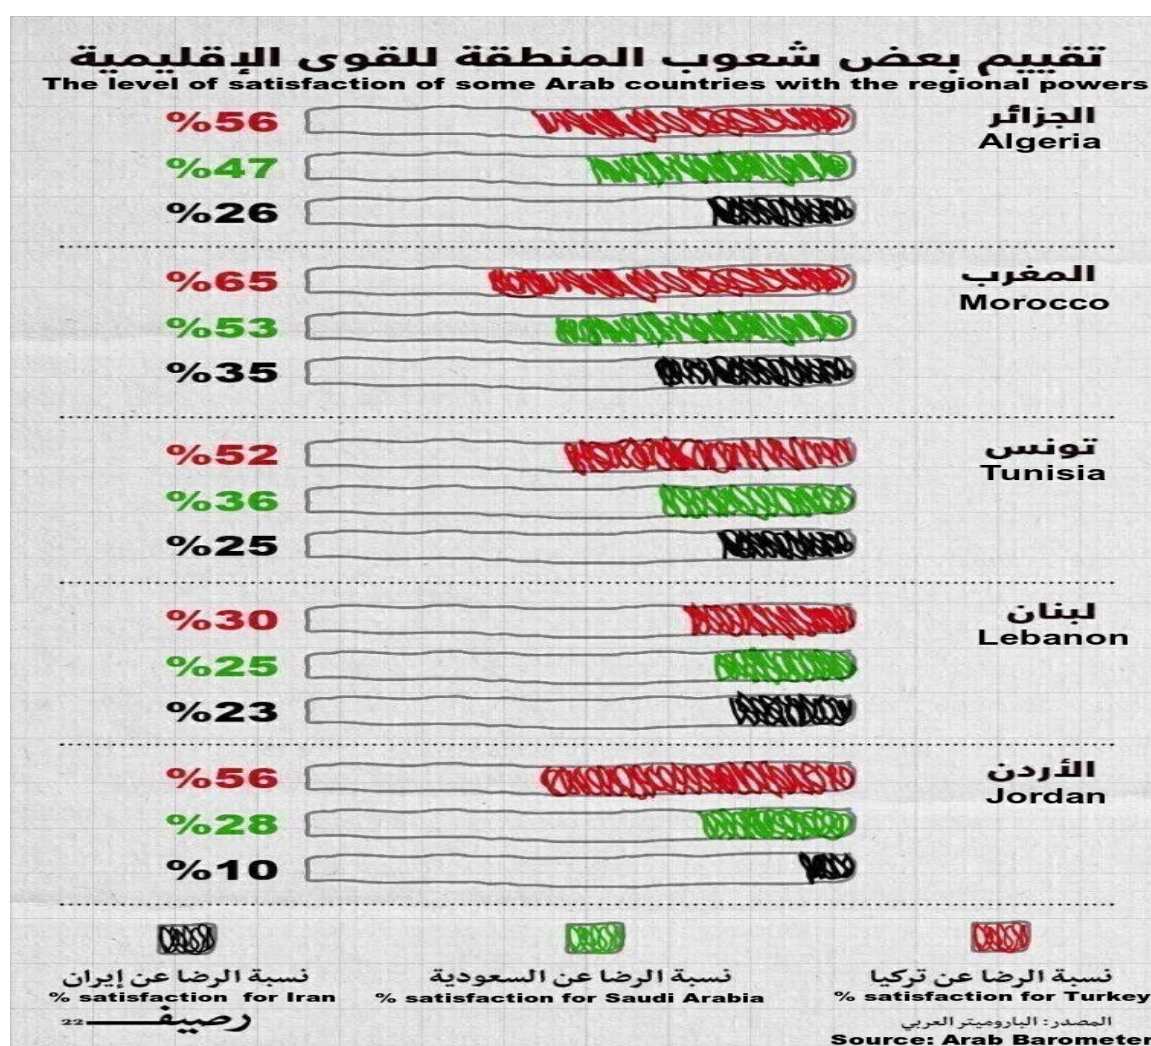 تقييم بعض شعوب المنطقة للقوى الإقليمية
The level of satisfaction of some Arab countries with the regional powers
الجزائر
Algeria
%56
%47
%26
المغرب
Morocco
%65
%53
%35
تونس
Tunisia
%52
%36
%25
لبنان
Lebanon
%30
%25
%23
الأردن
Jordan
%56
%28
%10
نسبة الرضا عن تركيا
% satisfaction for Turkey
نسبة الرضا عن السعودية
% satisfaction for Saudi Arabia
نسبة الرضا عن إيران
% satisfaction for Iran
المصدر: الباروميتر العربي
Source: Arab Barometer
رصيف 22